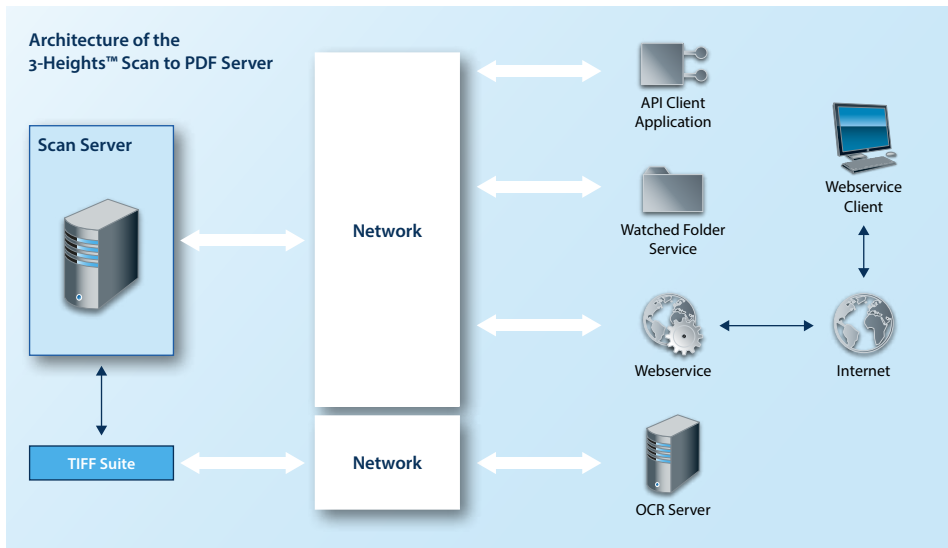 Architecture of the
3-Heights™ Scan to PDF Server
Scan Server
TIFF Suite
Network
Network
API Client
Application
Watched Folder
Service
Webservice
OCR Server
Webservice
Client
Internet